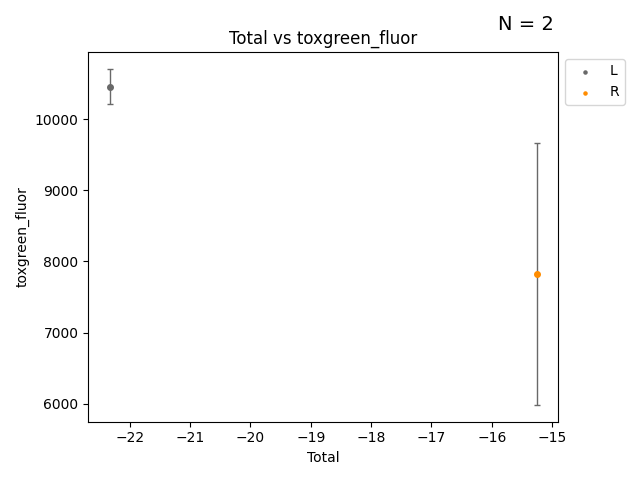 N = 2
Total vs toxgreen_fluor
L
R
10000
9000
8000
7000
6000
toxgreen_fluor
−22
−21
−20
−19
−18
−17
−16
−15
Total